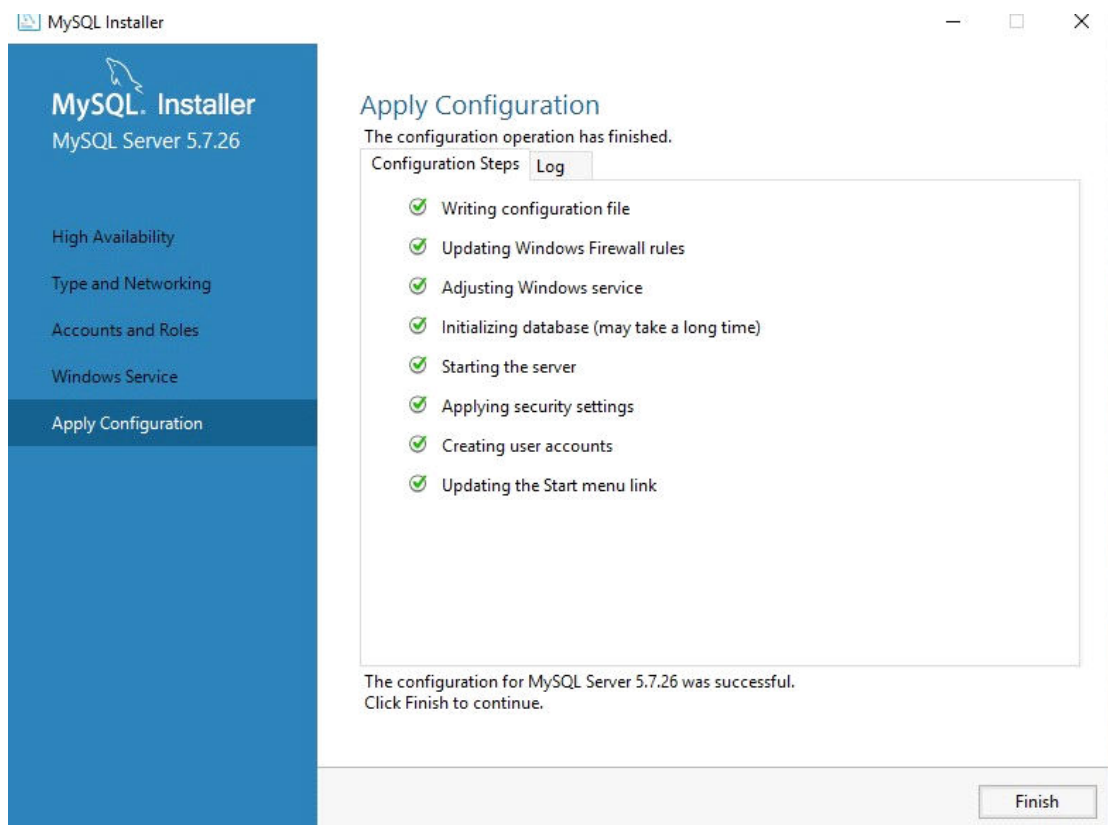 MySQL Installer
MySQL. Installer
MySQL Server 5.7.26
High Availability
Type and Networking
Accounts and Roles
Windows Service
Apply Configuration
Apply Configuration
The configuration operation has finished.
Configuration Steps Log
Writing configuration file
Updating Windows Firewall rules
Adjusting Windows service
Initializing database (may take a long time)
Starting the server
Applying security settings
Creating user accounts
Updating the Start menu link
The configuration for MySQL Server 5.7.26 was successful.
Click Finish to continue.
Finish